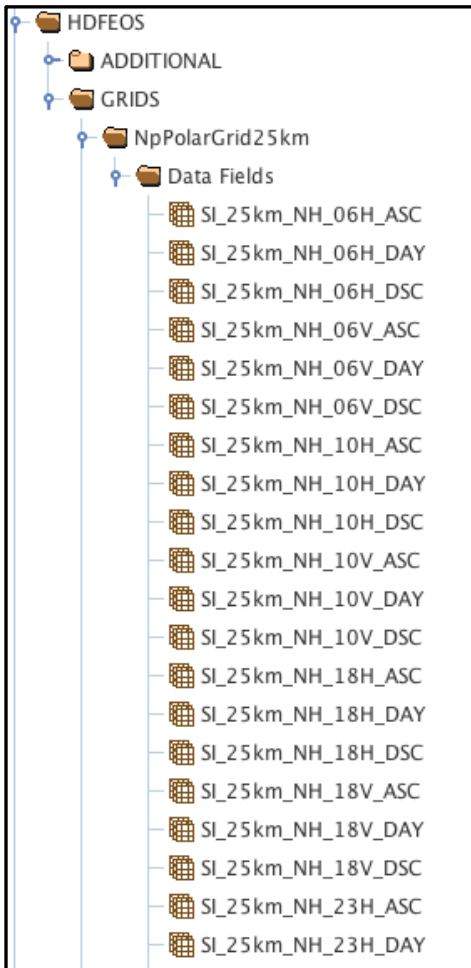 HDFEOS
ADDITIONAL
GRIDS
NpPolarGrid25km
Data Fields
SI_25km_NH_06H_ASC
SI_25km_NH_06H_DAY
SI_25km_NH_06H_DSC
SI_25km_NH_06V_ASC
SI_25km_NH_06V_DAY
SI_25km_NH_06V_DSC
SI_25km_NH_10H_ASC
SI_25km_NH_10H_DAY
SI_25km_NH_10H_DSC
SI_25km_NH_10V_ASC
SI_25km_NH_10V_DAY
SI_25km_NH_10V_DSC
SI_25km_NH_18H_ASC
SI_25km_NH_18H_DAY
SI_25km_NH_18H_DSC
SI_25km_NH_18V_ASC
SI_25km_NH_18V_DAY
SI_25km_NH_18V_DSC
SI_25km_NH_23H_ASC
SI_25km_NH_23H_DAY